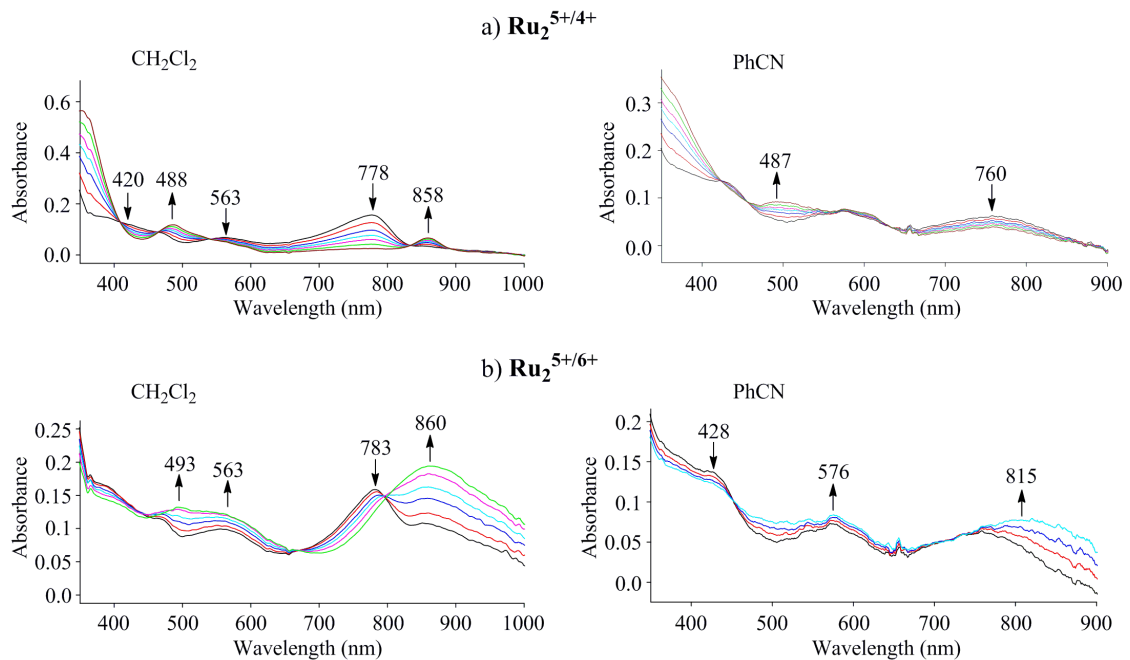 a) Ru₂⁵⁺/⁴⁺
CH₂Cl₂
PhCN
Absorbance
0.6
0.4
0.2
0.0
420
488
563
778
858
400 500 600 700 800 900 1000
Wavelength (nm)
Absorbance
0.3
0.2
0.1
0.0
487
760
400 500 600 700 800 900
Wavelength (nm)
b) Ru₂⁵⁺/⁶⁺
CH₂Cl₂
PhCN
Absorbance
0.25
0.2
0.15
0.1
0.05
0.0
493
563
783
860
400 500 600 700 800 900 1000
Wavelength (nm)
Absorbance
0.2
0.15
0.1
0.05
0.0
428
576
815
400 500 600 700 800 900
Wavelength (nm)